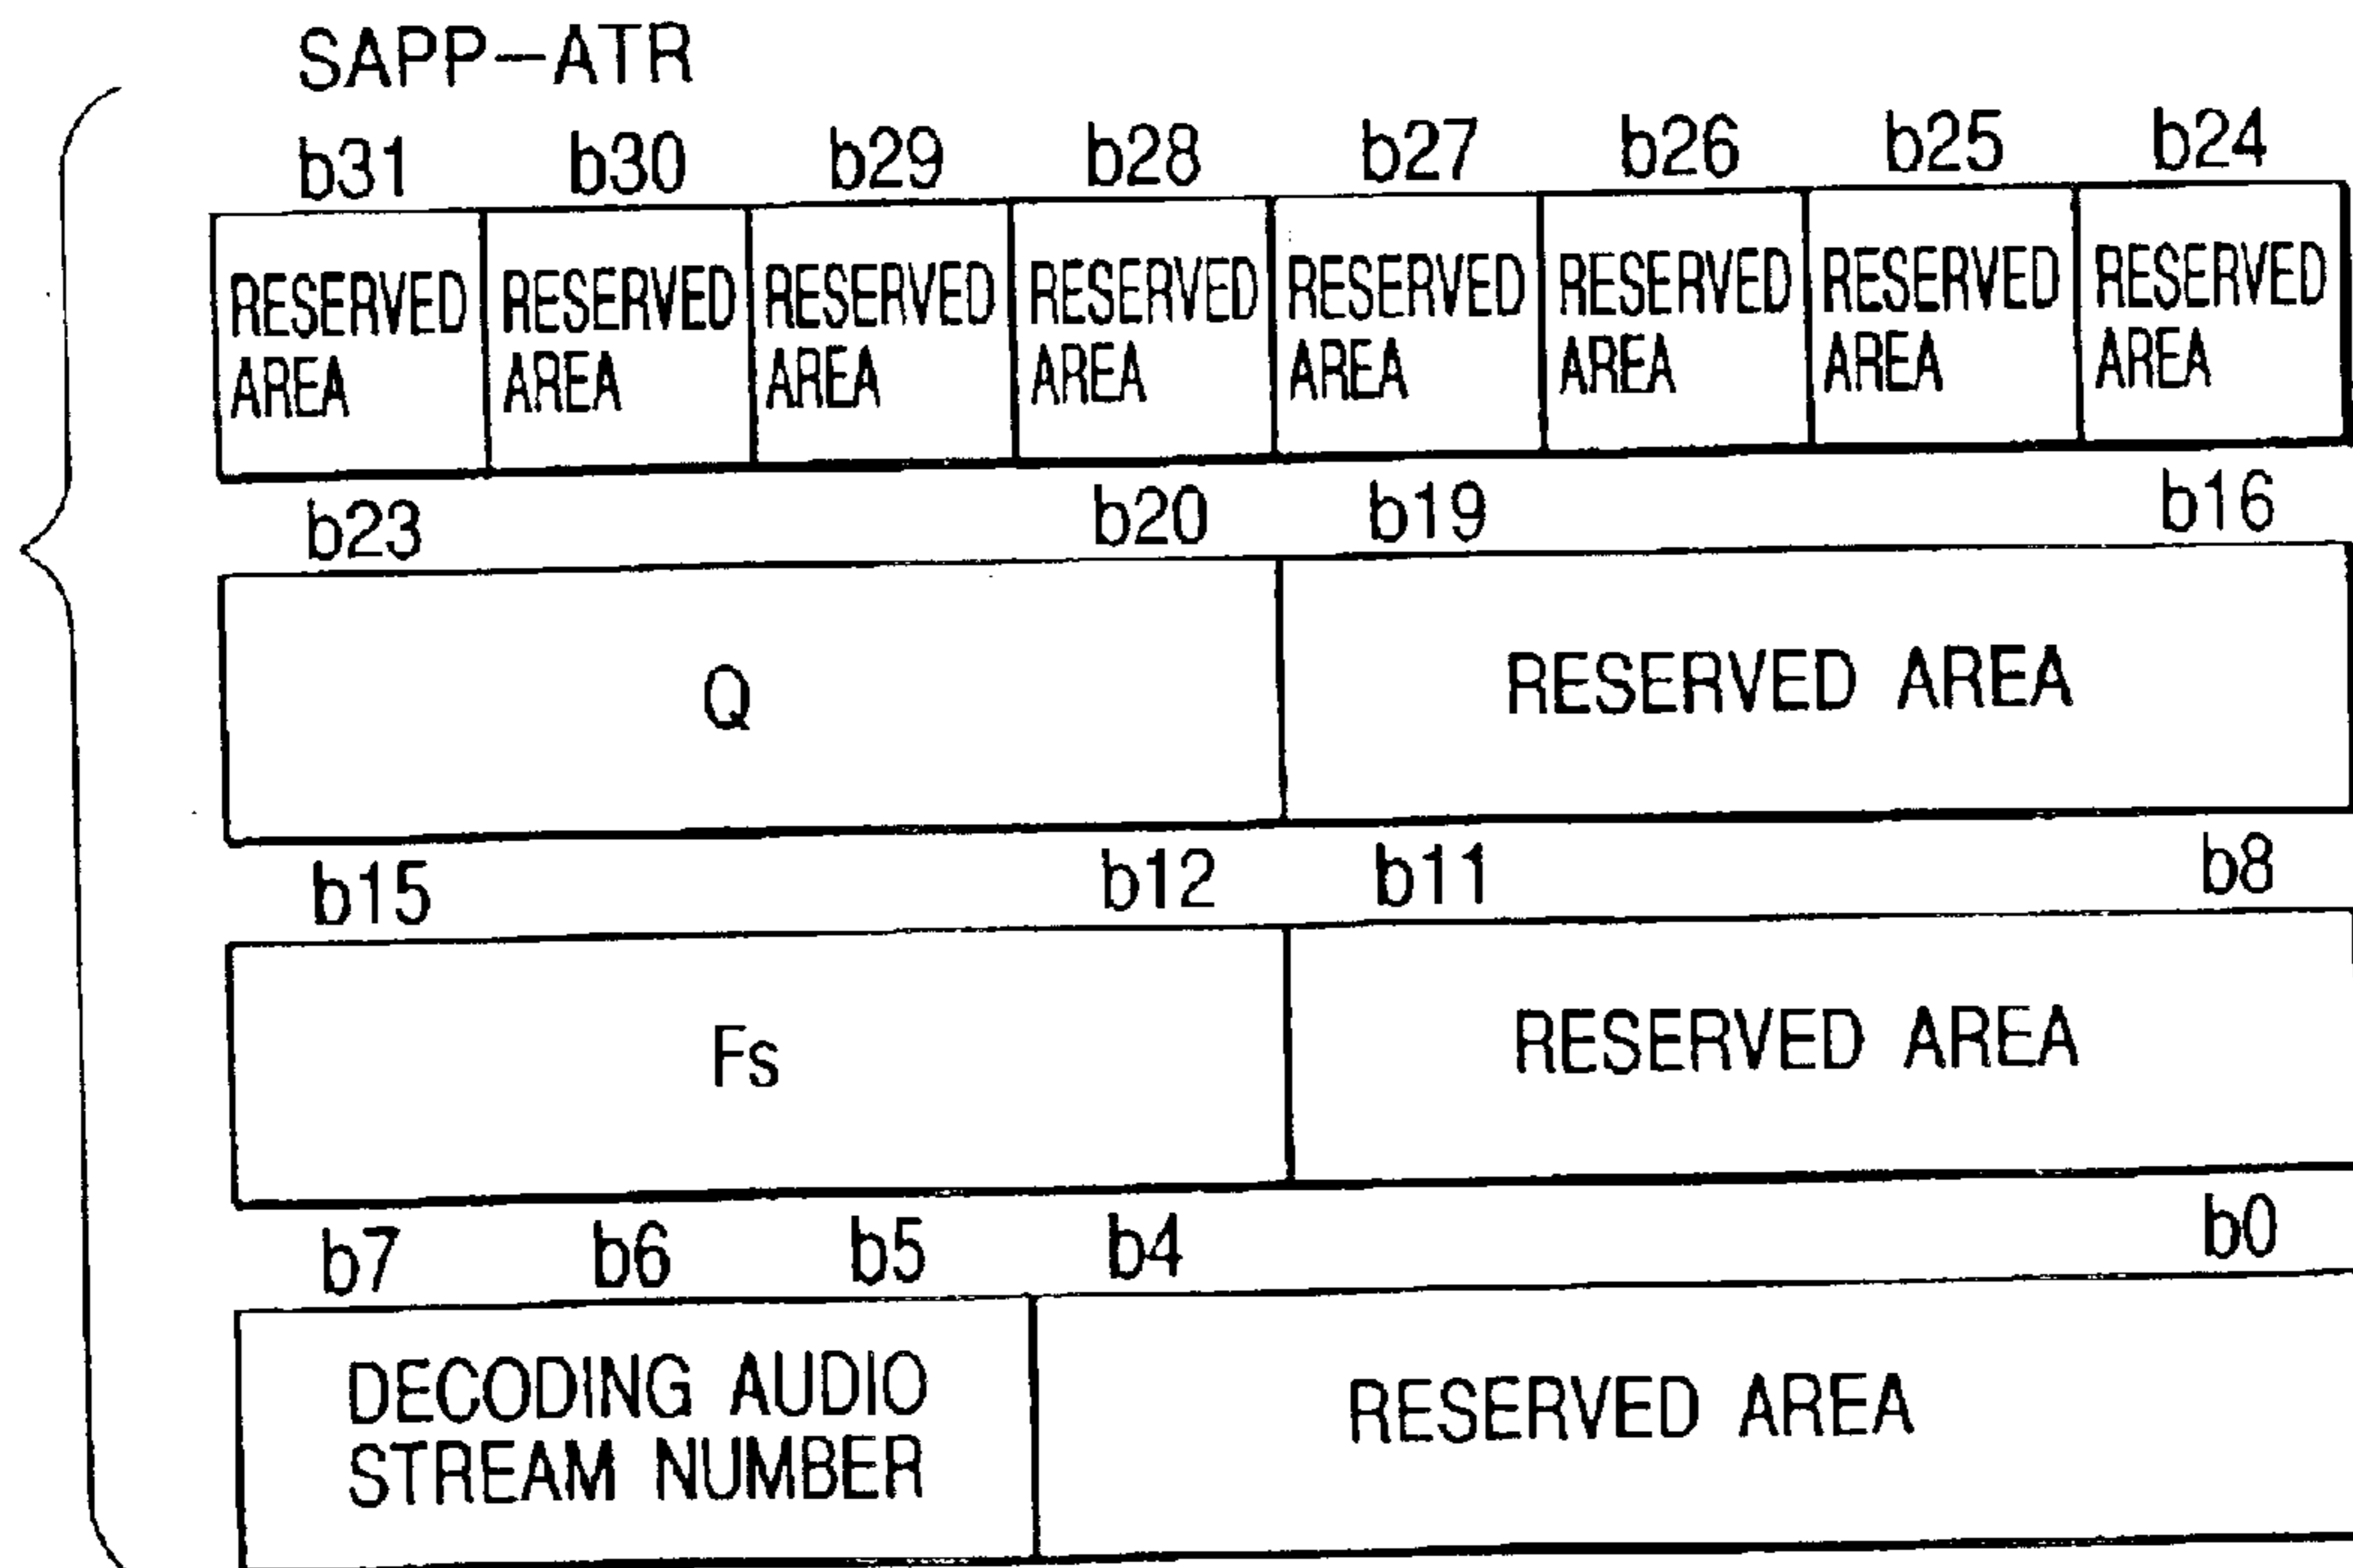 SAPP-ATR
b31 b30 b29 b28 b27 b26 b25 b24
RESERVED RESERVED RESERVED RESERVED RESERVED RESERVED RESERVED RESERVED
AREA AREA AREA AREA AREA AREA AREA AREA
b23 b20 b19 b16
Q RESERVED AREA
b15 b12 b11 b8
Fs RESERVED AREA
b7 b6 b5 b4 b0
DECODING AUDIO RESERVED AREA
STREAM NUMBER